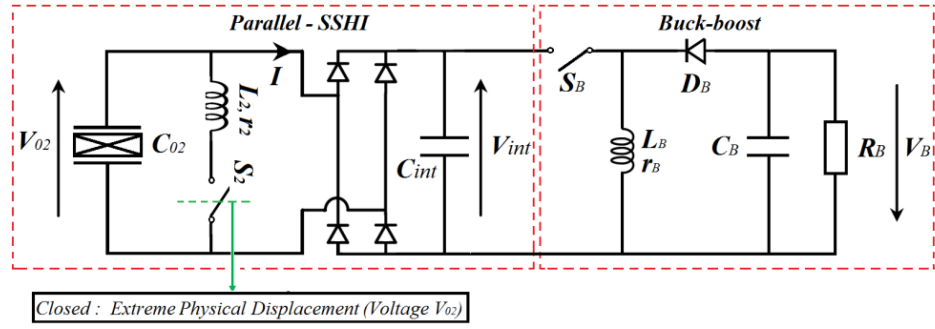 Parallel - SSHI
Buck-boost
I
L2, r2
S2
V02
C02
Cint
Vint
SB
DB
LB
rB
CB
RB
VB
Closed : Extreme Physical Displacement (Voltage V02)